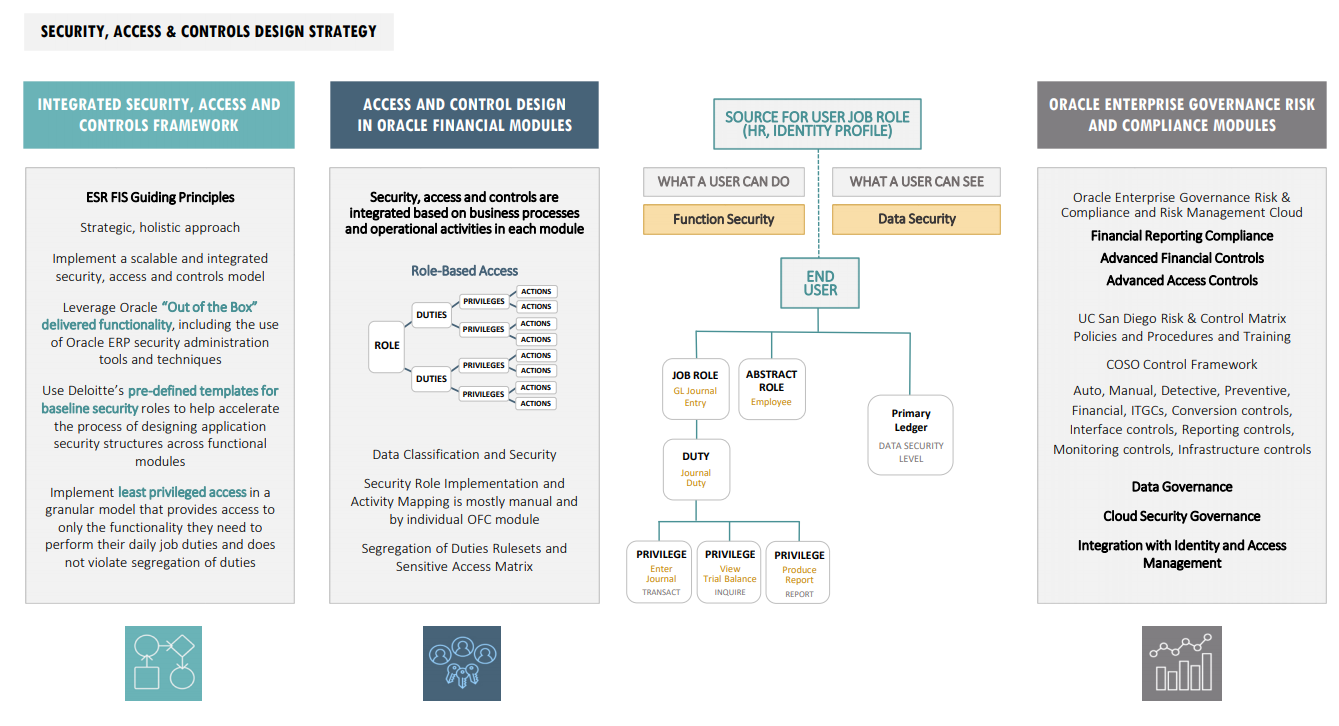 SECURITY, ACCESS & CONTROLS DESIGN STRATEGY
INTEGRATED SECURITY, ACCESS AND
CONTROLS FRAMEWORK
ESR FIS Guiding Principles
Strategic, holistic approach
Implement a scalable and integrated
security, access and controls model
Leverage Oracle “Out of the Box”
delivered functionality, including the use
of Oracle ERP security administration
tools and techniques
Use Deloitte’s pre-defined templates for
baseline security roles to help accelerate
the process of designing application
security structures across functional
modules
Implement least privileged access in a
granular model that provides access to
only the functionality they need to
perform their daily job duties and does
not violate segregation of duties
ACCESS AND CONTROL DESIGN
IN ORACLE FINANCIAL MODULES
Security, access and controls are
integrated based on business processes
and operational activities in each module
Role-Based Access
ROLE
DUTIES
DUTIES
PRIVILEGES
PRIVILEGES
PRIVILEGES
PRIVILEGES
ACTIONS
ACTIONS
ACTIONS
ACTIONS
ACTIONS
ACTIONS
ACTIONS
ACTIONS
Data Classification and Security
Security Role Implementation and
Activity Mapping is mostly manual and
by individual OFC module
Segregation of Duties Rulesets and
Sensitive Access Matrix
SOURCE FOR USER JOB ROLE
(HR, IDENTITY PROFILE)
WHAT A USER CAN DO
WHAT A USER CAN SEE
Function Security
Data Security
END
USER
JOB ROLE
GL Journal
Entry
ABSTRACT
ROLE
Employee
Primary
Ledger
DATA SECURITY
LEVEL
DUTY
Journal
Duty
PRIVILEGE
Enter
Journal
TRANSACT
PRIVILEGE
View
Trial Balance
INQUIRE
PRIVILEGE
Produce
Report
REPORT
ORACLE ENTERPRISE GOVERNANCE RISK
AND COMPLIANCE MODULES
Oracle Enterprise Governance Risk &
Compliance and Risk Management Cloud
Financial Reporting Compliance
Advanced Financial Controls
Advanced Access Controls
UC San Diego Risk & Control Matrix
Policies and Procedures and Training
COSO Control Framework
Auto, Manual, Detective, Preventive,
Financial, ITGCs, Conversion controls,
Interface controls, Reporting controls,
Monitoring controls, Infrastructure controls
Data Governance
Cloud Security Governance
Integration with Identity and Access
Management